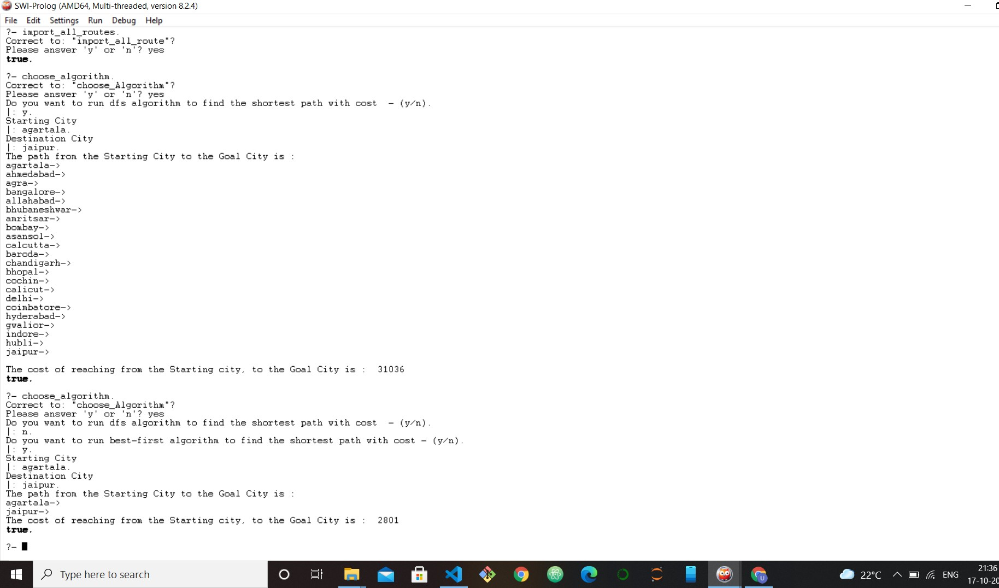 SWI-Prolog (AMD64, Multi-threaded, version 8.2.4)
File Edit Settings Run Debug Help
?- import_all_routes.
Correct to: "import_all_route"?
Please answer 'y' or 'n'? yes
true.
?- choose_algorithm.
Correct to: "choose_Algorithm"?
Please answer 'y' or 'n'? yes
Do you want to run dfs algorithm to find the shortest path with cost  - (y/n).
|: y.
Starting City
|: agartala.
Destination City
|: jaipur.
The path from the Starting City to the Goal City is :
agartala->
ahmedabad->
agra->
bangalore->
allahabad->
bhubaneshwar->
amritsar->
bombay->
asansol->
calcutta->
baroda->
chandigarh->
bhopal->
cochin->
calicut->
delhi->
coimbatore->
hyderabad->
gwalior->
indore->
hubli->
jaipur->
The cost of reaching from the Starting city, to the Goal City is :  31036
true.
?- choose_algorithm.
Correct to: "choose_Algorithm"?
Please answer 'y' or 'n'? yes
Do you want to run dfs algorithm to find the shortest path with cost  - (y/n).
|: n.
Do you want to run best-first algorithm to find the shortest path with cost - (y/n).
|: y.
Starting City
|: agartala.
Destination City
|: jaipur.
The path from the Starting City to the Goal City is :
agartala->
jaipur->
The cost of reaching from the Starting city, to the Goal City is :  2801
true.
?-
Type here to search
22°C
ENG
21:36
17-10-20
U